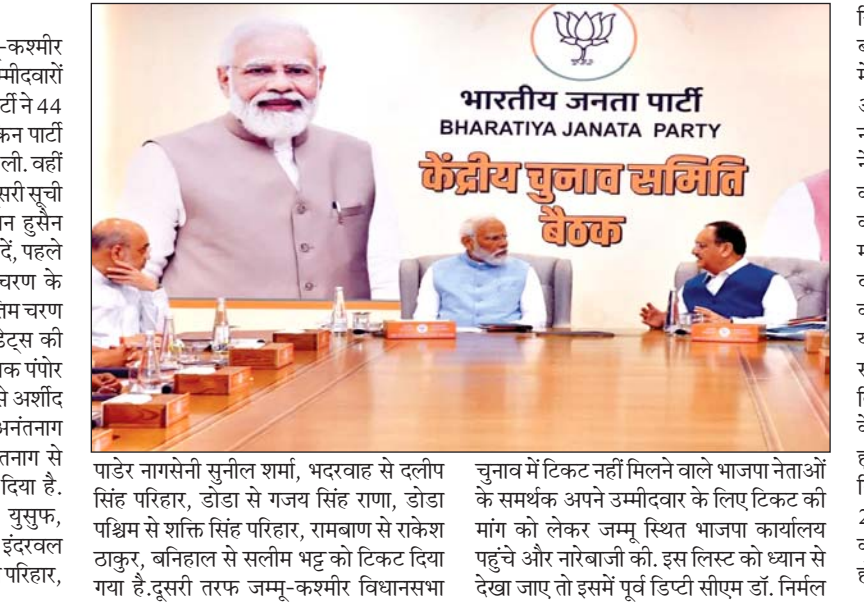 -कश्मीर
म्मीदवारों
र्टी ने 44
कन पार्टी
ली. वहीं
सरी सूची
न हुसैन
दें, पहले
चरण के
तिम चरण
डेट्स की
क पंपोर
से अर्शीद
अनंतनाग
तनाग से
दिया है.
युसुफ,
इंदरवल
परिहार,
भारतीय जनता पार्टी
BHARATIYA JANATA PARTY
केंद्रीय चुनाव समिति
बैठक
पाडेर नागसेनी सुनील शर्मा, भदरवाह से दलीप
सिंह परिहार, डोडा से गजय सिंह राणा, डोडा
पश्चिम से शक्ति सिंह परिहार, रामबाण से राकेश
ठाकुर, बनिहाल से सलीम भट्ट को टिकट दिया
गया है.दूसरी तरफ जम्मू-कश्मीर विधानसभा
चुनाव में टिकट नहीं मिलने वाले भाजपा नेताओं
के समर्थक अपने उम्मीदवार के लिए टिकट की
मांग को लेकर जम्मू स्थित भाजपा कार्यालय
पहुंचे और नारेबाजी की. इस लिस्ट को ध्यान से
देखा जाए तो इसमें पूर्व डिप्टी सीएम डॉ. निर्मल